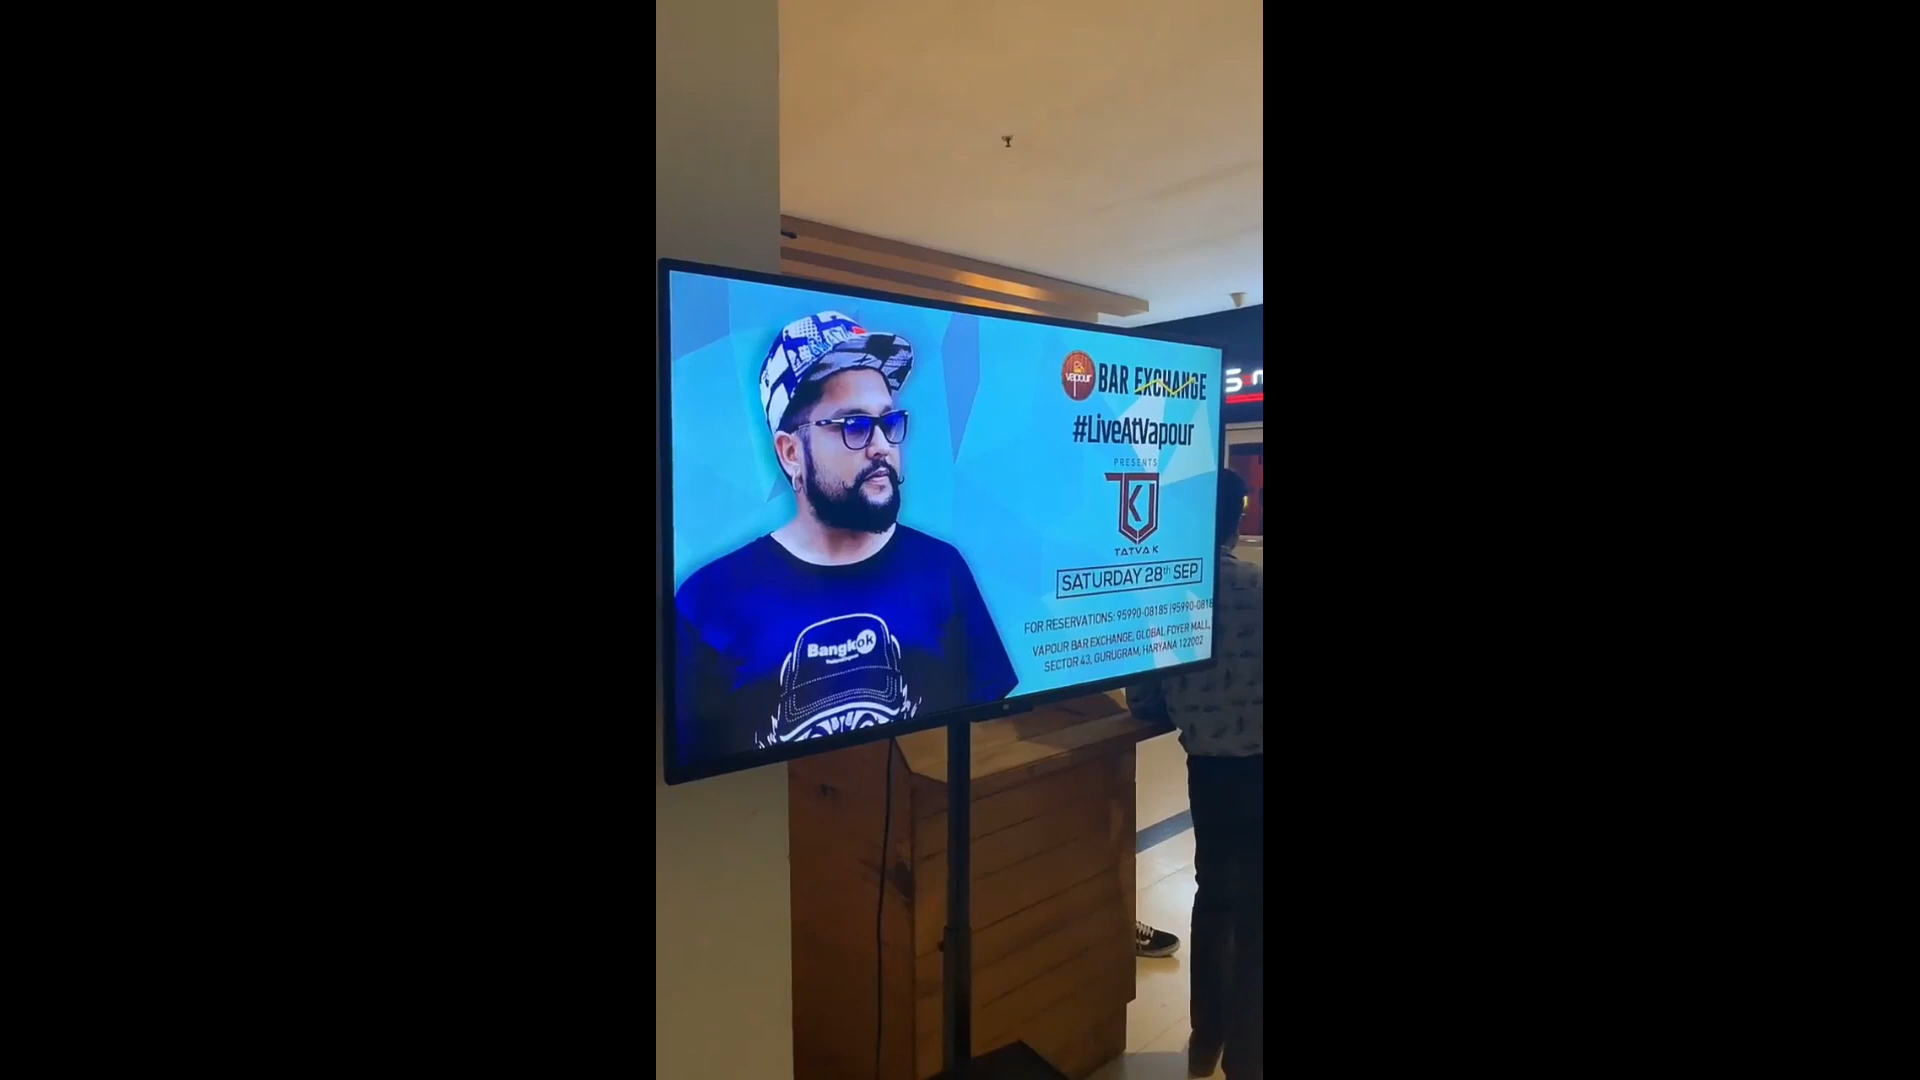 Vapour
BAR EXCHANGE
#LiveAtVapour
PRESENTS
TATVA K
SATURDAY 28th SEP
FOR RESERVATIONS: 95990-08185 |95990-0818
VAPOUR BAR EXCHANGE, GLOBAL FOYER MALL,
SECTOR 43, GURUGRAM, HARYANA 122002
Bangkok